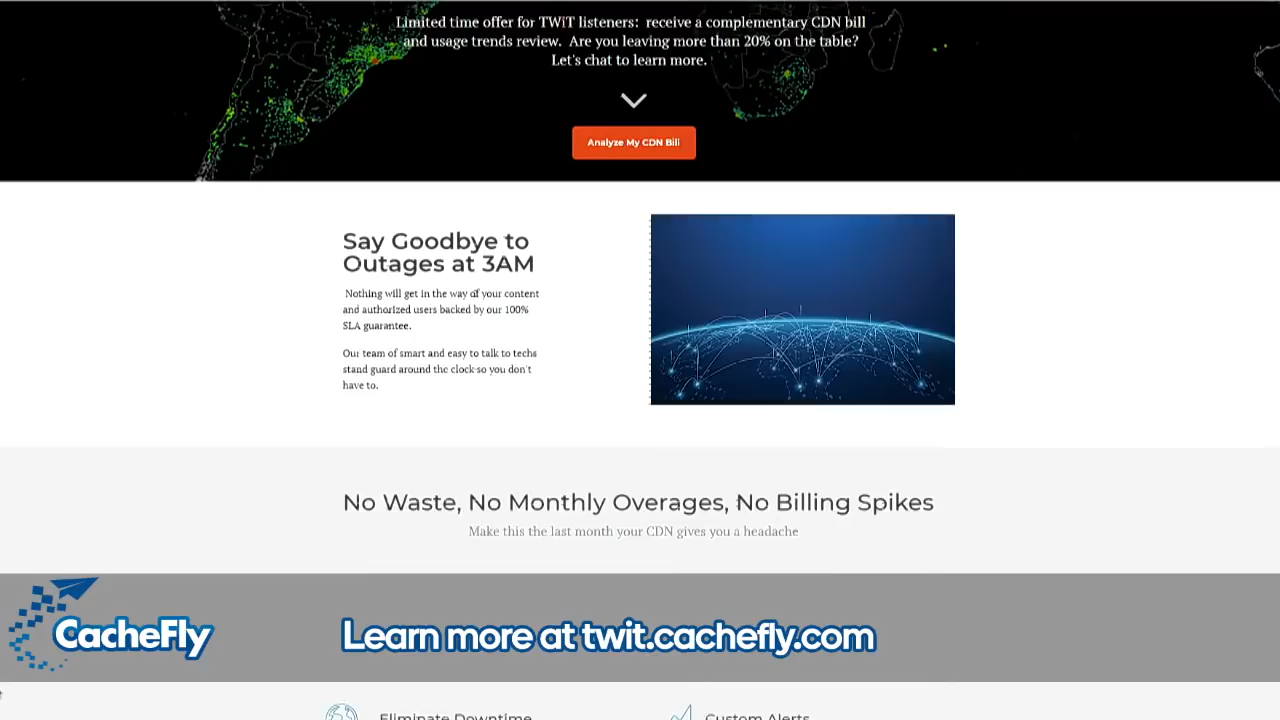 Limited time offer for TWiT listeners: receive a complementary CDN bill
and usage trends review. Are you leaving more than 20% on the table?
Let's chat to learn more.
Analyze My CDN Bill
Say Goodbye to
Outages at 3AM
Nothing will get in the way of your content
and authorized users backed by our 100%
SLA guarantee.
Our team of smart and easy to talk to techs
stand guard around the clock so you don't
have to.
No Waste, No Monthly Overages, No Billing Spikes
Make this the last month your CDN gives you a headache
CacheFly
Learn more at twit.cachefly.com
Eliminate Downtime
Custom Alerts